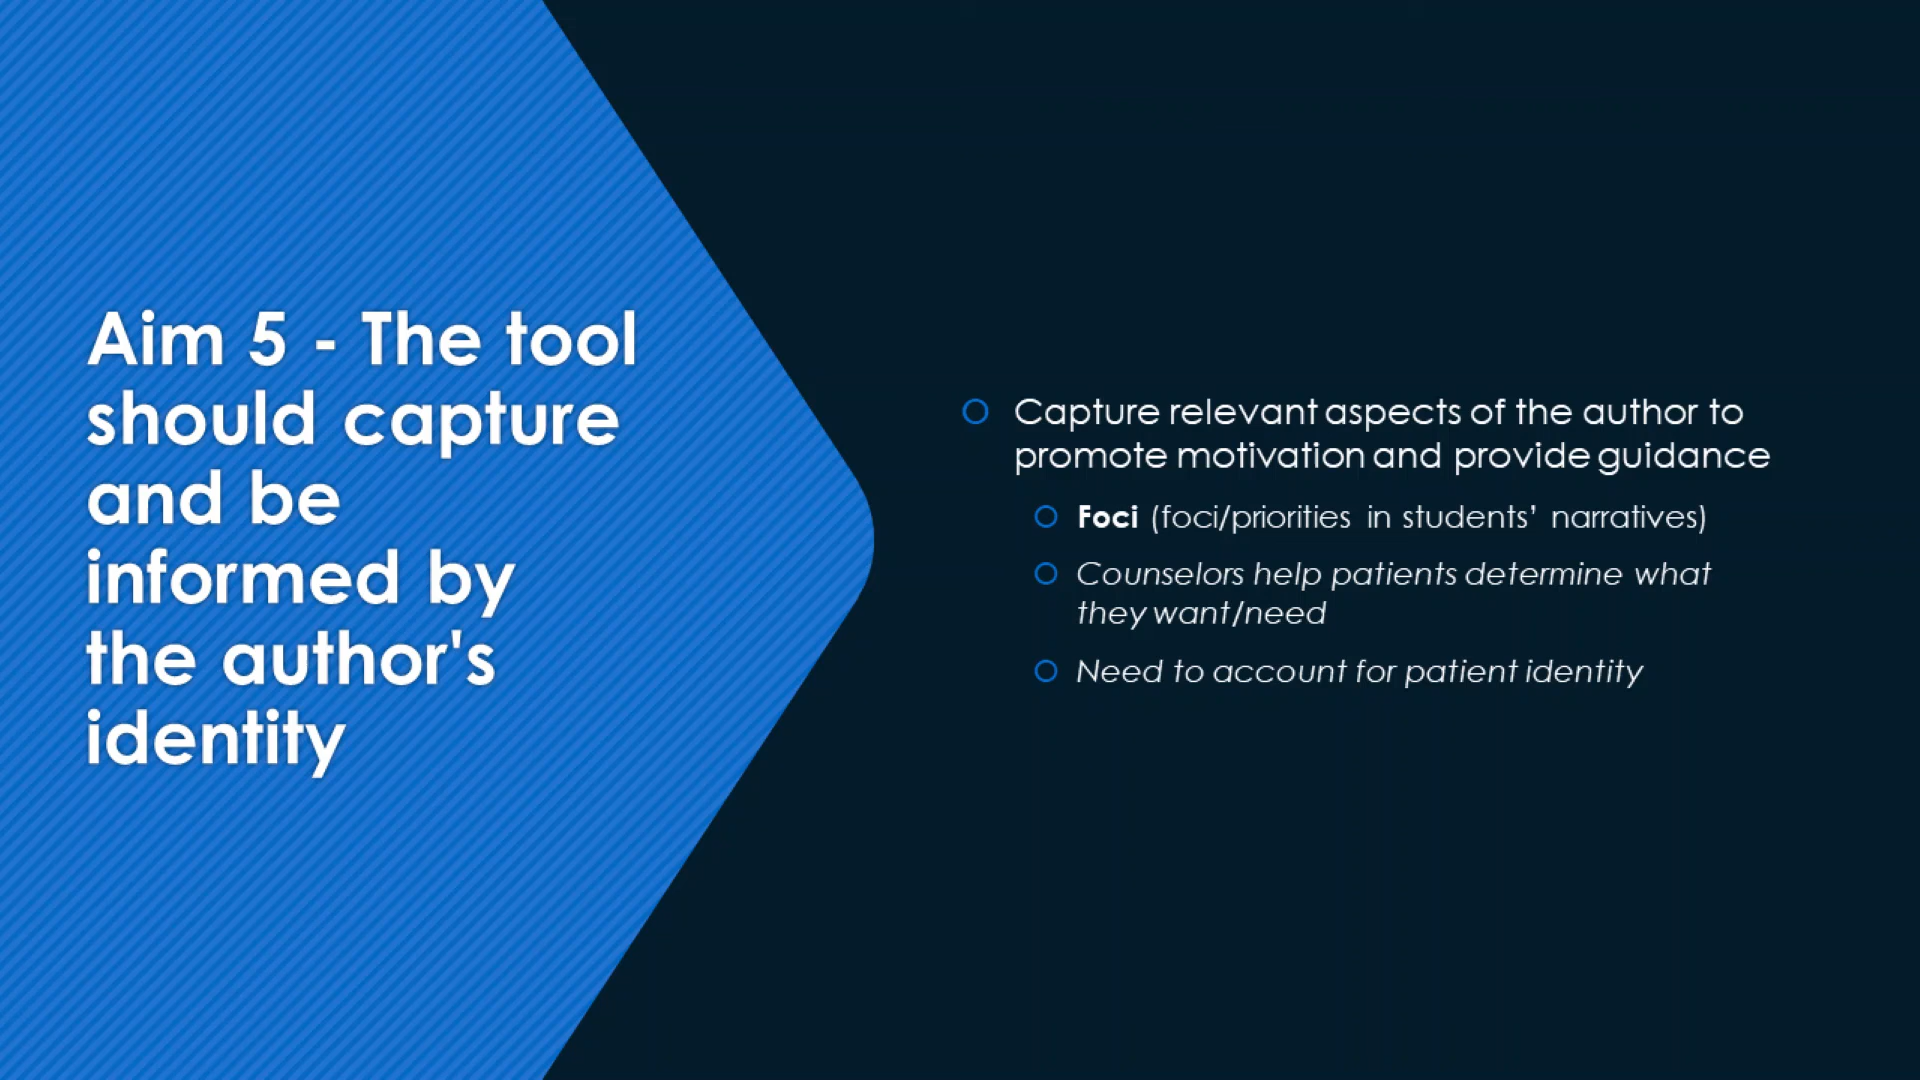 Aim 5 - The tool
should capture
and be
informed by
the author's
identity
Capture relevant aspects of the author to
promote motivation and provide guidance
Foci (foci/priorities in students’ narratives)
Counselors help patients determine what
they want/need
Need to account for patient identity